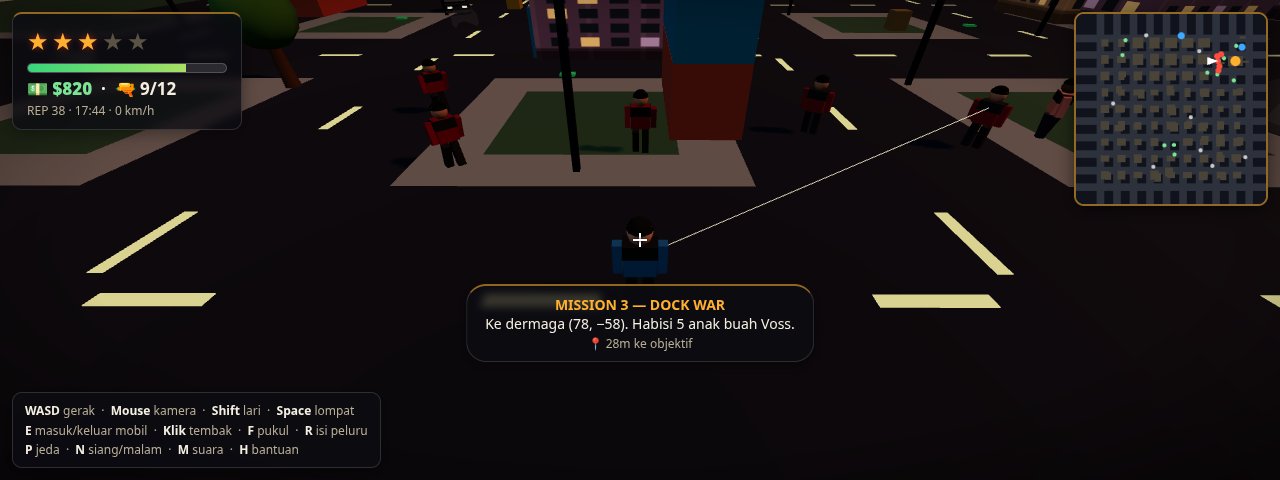 ★★★★★
💵 $820 · 🔫 9/12
REP 38 · 17:44 · 0 km/h
MISSION 3 — DOCK WAR
Ke dermaga (78, −58). Habisi 5 anak buah Voss.
📍 28m ke objektif
WASD gerak · Mouse kamera · Shift lari · Space lompat
E masuk/keluar mobil · Klik tembak · F pukul · R isi peluru
P jeda · N siang/malam · M suara · H bantuan